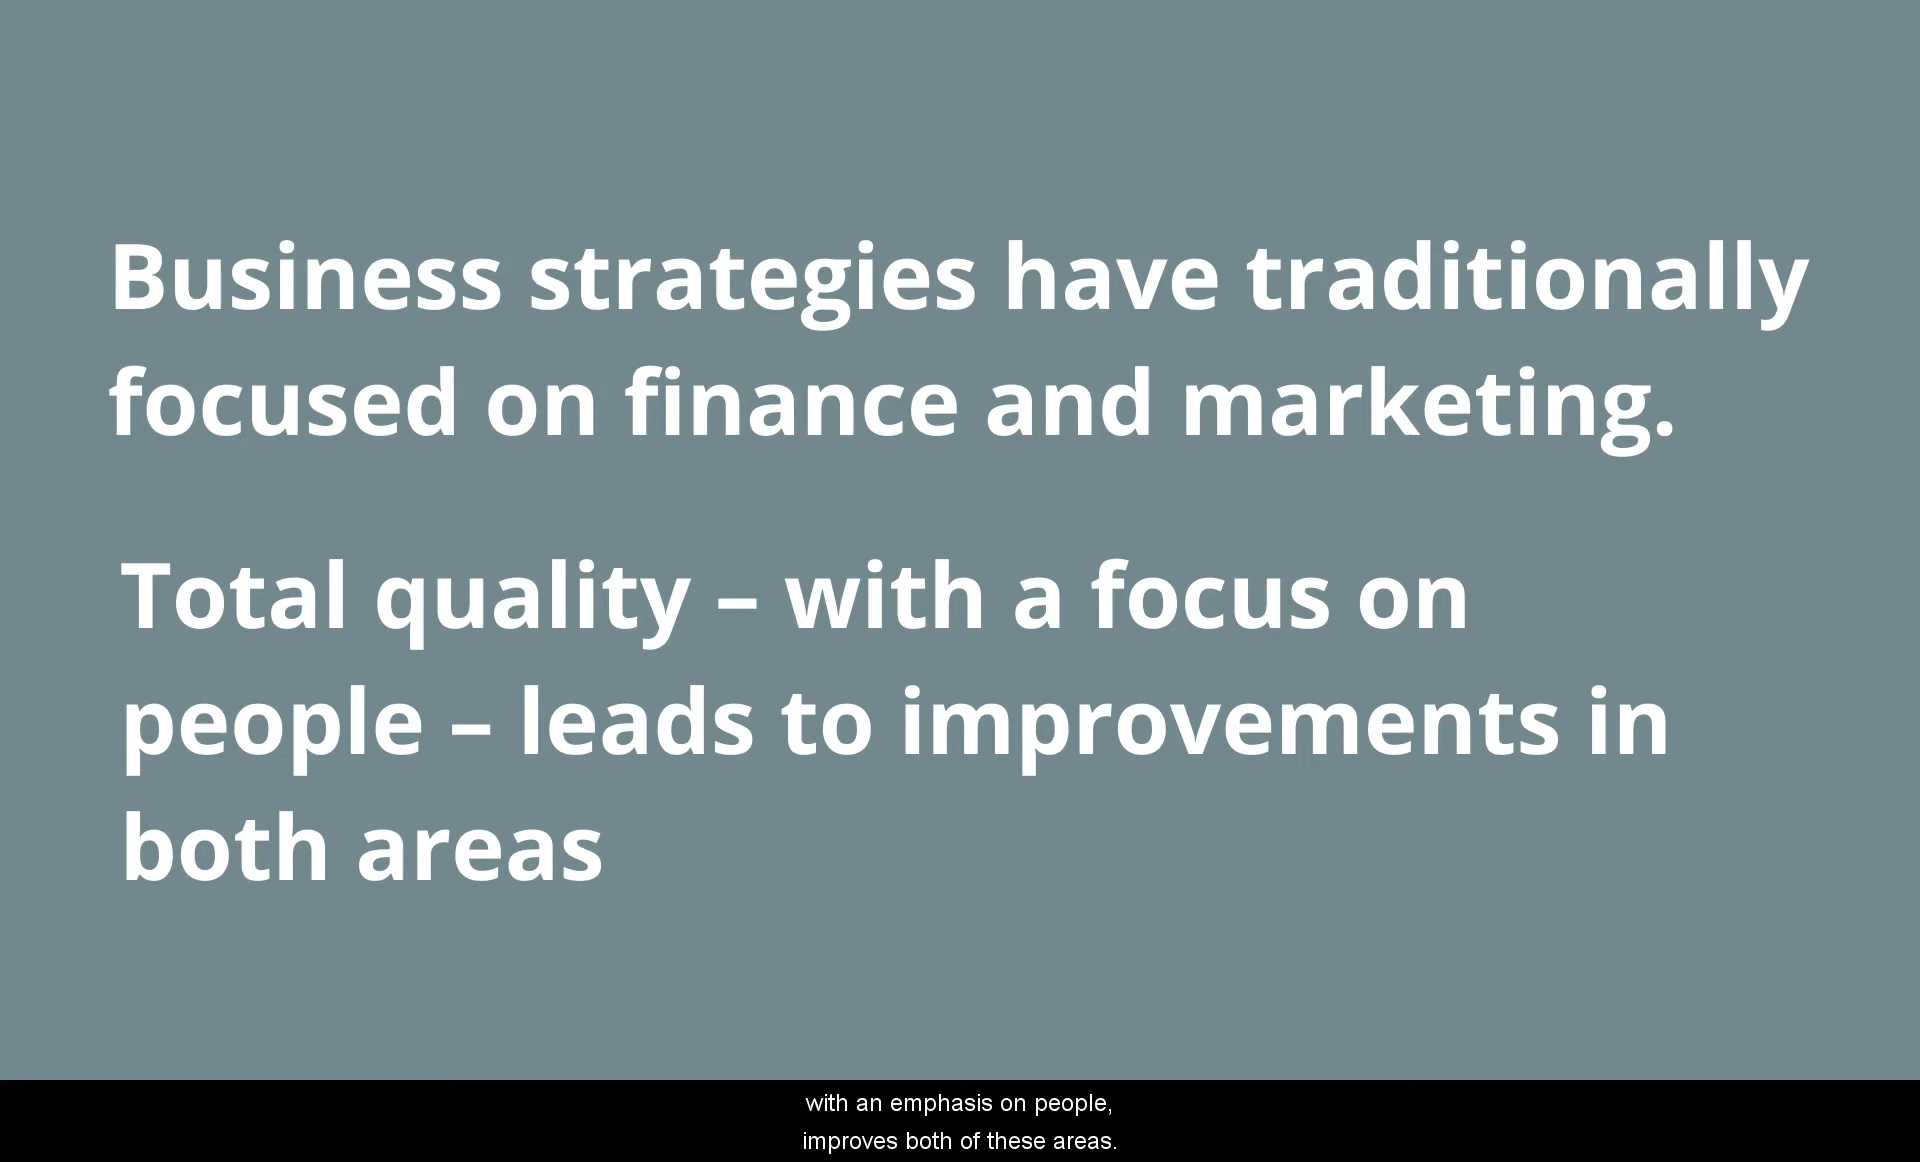 Business strategies have traditionally
focused on finance and marketing.
Total quality – with a focus on
people – leads to improvements in
both areas
with an emphasis on people,
improves both of these areas.